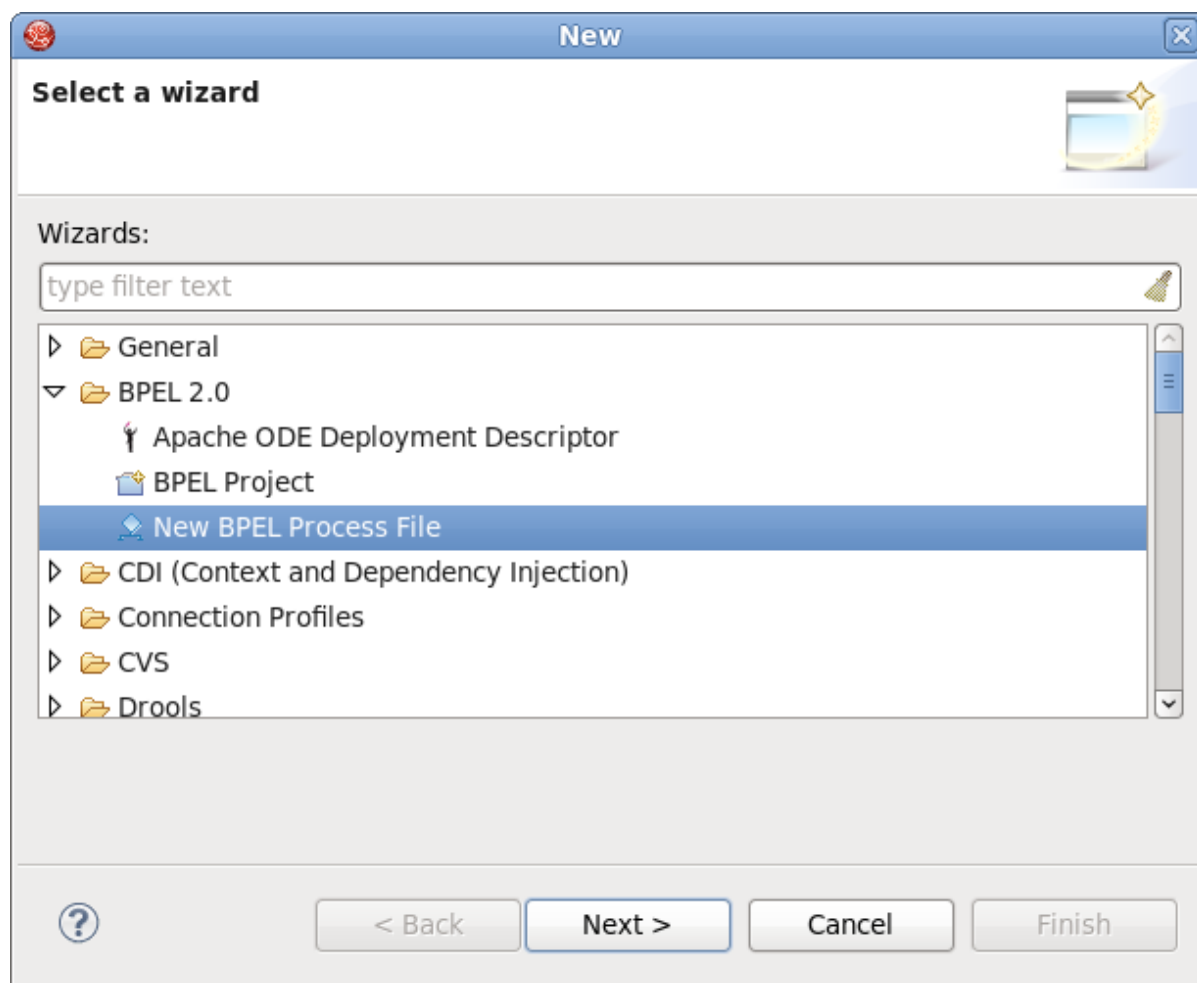 New
Select a wizard
Wizards:
type filter text
General
BPEL 2.0
Apache ODE Deployment Descriptor
BPEL Project
New BPEL Process File
CDI (Context and Dependency Injection)
Connection Profiles
CVS
Drools
< Back Next > Cancel Finish